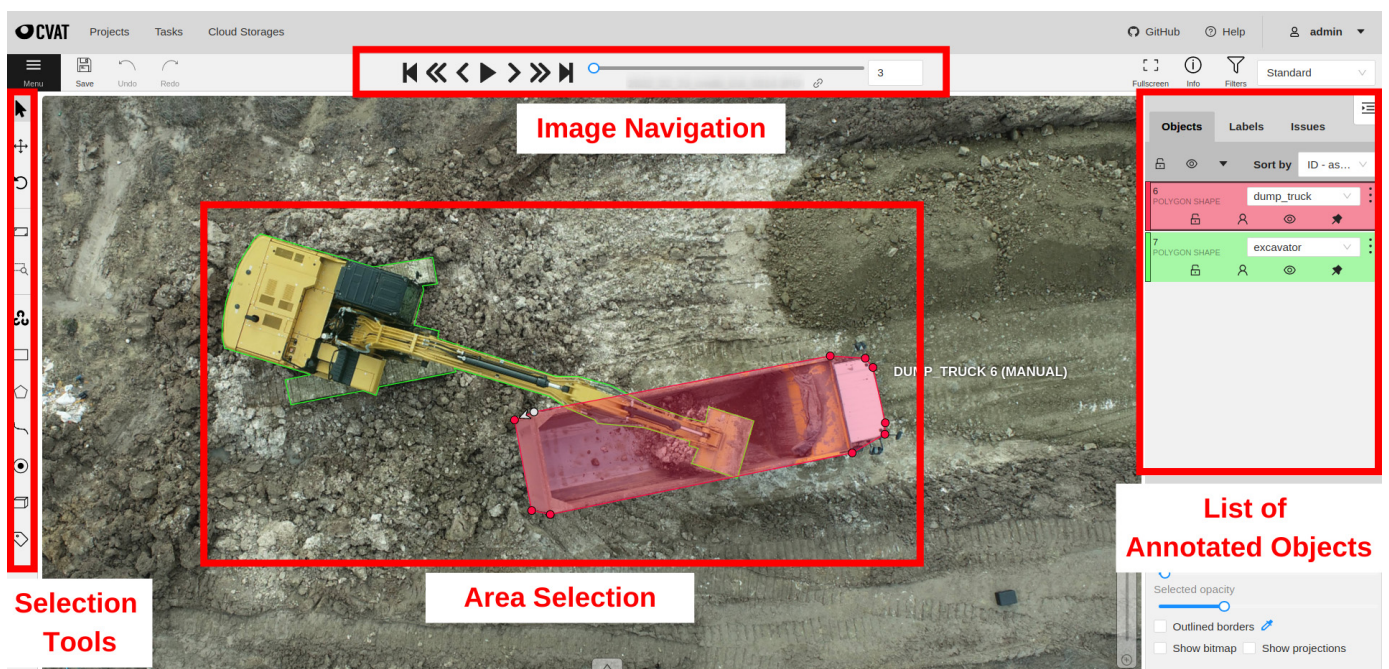 CVAT
Projects
Tasks
Cloud Storages
GitHub
Help
admin
Menu
Save
Undo
Redo
3
Fullscreen
Info
Filters
Standard
Image Navigation
Objects
Labels
Issues
Sort by
ID - as...
6
POLYGON SHAPE
dump_truck
7
POLYGON SHAPE
excavator
DUMP_TRUCK 6 (MANUAL)
List of
Annotated Objects
Area Selection
Selection
Tools
Selected opacity
Outlined borders
Show bitmap
Show projections